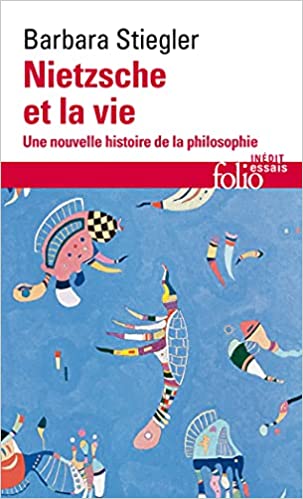 Barbara Stiegler
Nietzsche
et la vie
Une nouvelle histoire de la philosophie
INÉDIT
essais
folio